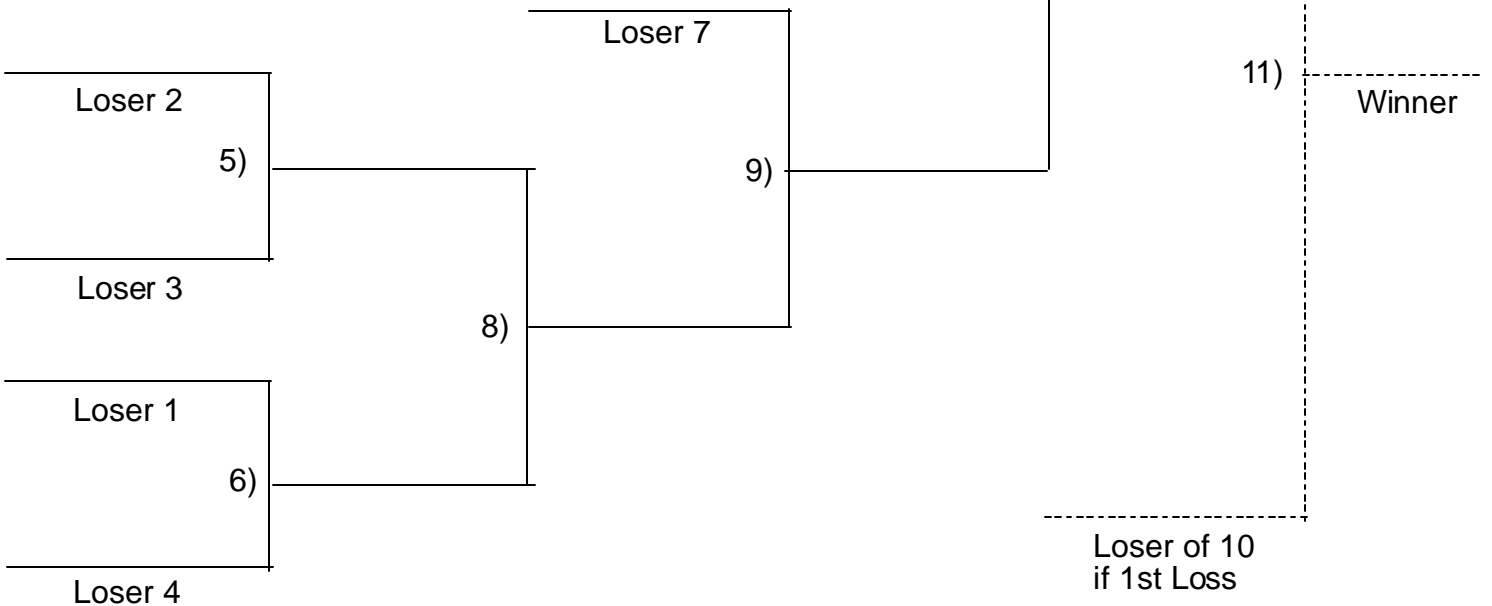 Loser 7
11)
Loser 2
Winner
5)
9)
Loser 3
8)
Loser 1
6)
Loser of 10
if 1st Loss
Loser 4